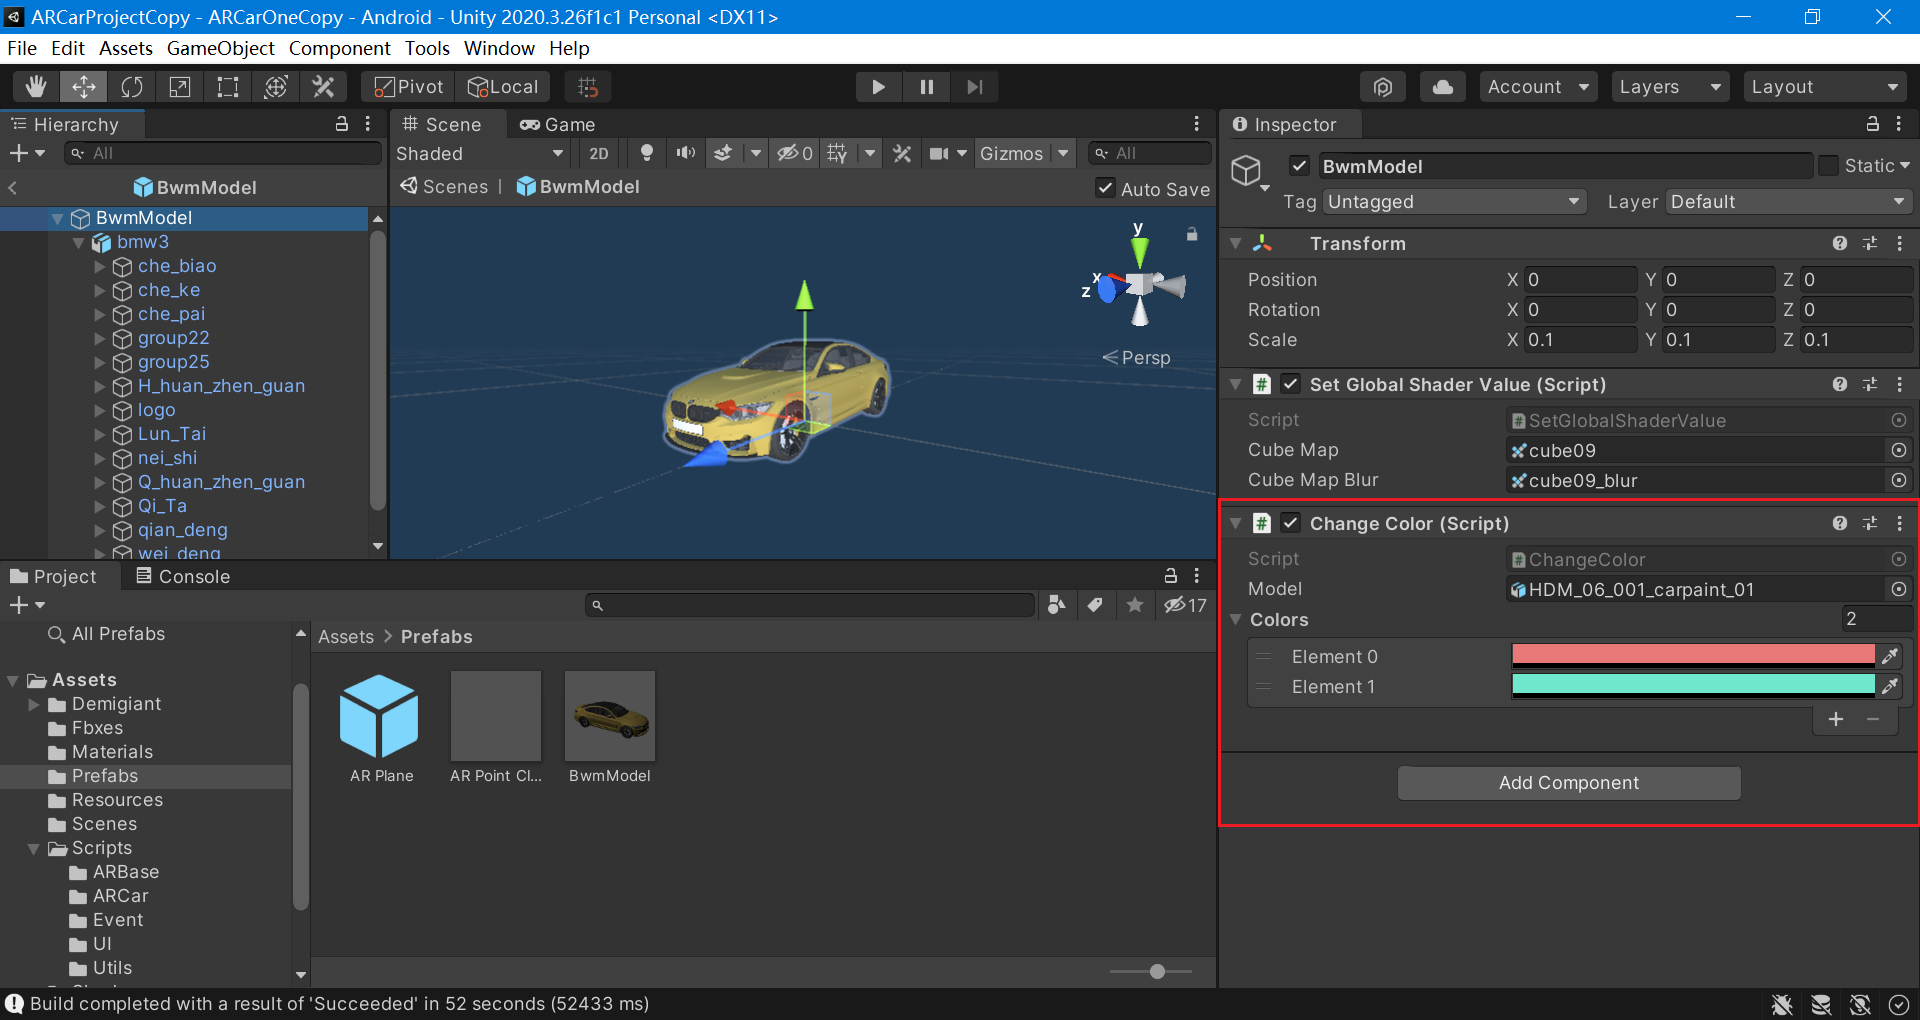 ARCarProjectCopy - ARCarOneCopy - Android - Unity 2020.3.26f1c1 Personal <DX11>
File Edit Assets GameObject Component Tools Window Help
Pivot Local Account Layers Layout
Hierarchy
All
BwmModel
BwmModel
bmw3
che_biao
che_ke
che_pai
group22
group25
H_huan_zhen_guan
logo
Lun_Tai
nei_shi
Q_huan_zhen_guan
Qi_Ta
qian_deng
wei_deng
Scene Game
Shaded 2D 0 Gizmos All
Scenes | BwmModel Auto Save
y
x
z
Persp
Inspector
BwmModel Static
Tag Untagged Layer Default
Transform
Position X 0 Y 0 Z 0
Rotation X 0 Y 0 Z 0
Scale X 0.1 Y 0.1 Z 0.1
Set Global Shader Value (Script)
Script SetGlobalShaderValue
Cube Map cube09
Cube Map Blur cube09_blur
Change Color (Script)
Script ChangeColor
Model HDM_06_001_carpaint_01
Colors 2
Element 0
Element 1
Add Component
Project Console
17
All Prefabs
Assets
Demigiant
Fbxes
Materials
Prefabs
Resources
Scenes
Scripts
ARBase
ARCar
Event
UI
Utils
Assets > Prefabs
AR Plane
AR Point Cl...
BwmModel
Build completed with a result of 'Succeeded' in 52 seconds (52433 ms)